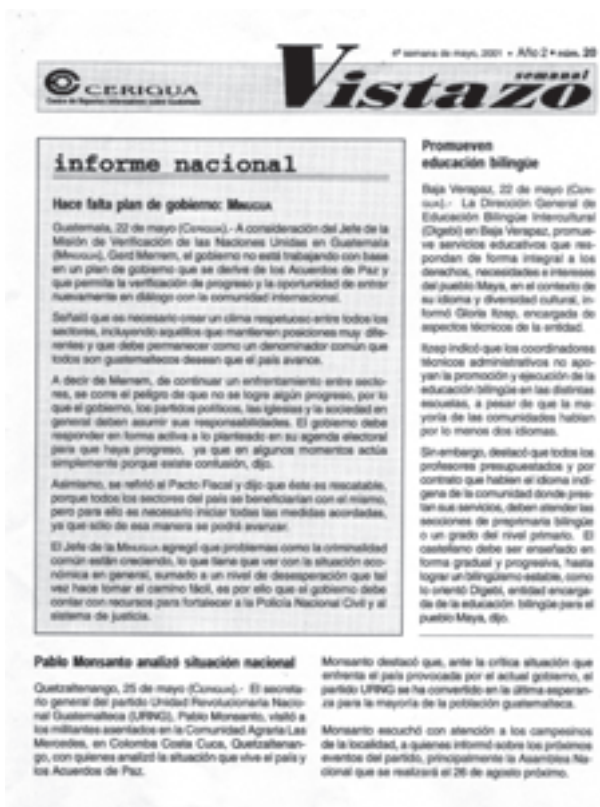 4ª semana de mayo, 2001 • Año 2 • núm. 20
CERIGUA
Centro de Reportes Informativos sobre Guatemala
Vistazo
semanal
informe nacional
Hace falta plan de gobierno: MINUGUA
Guatemala, 22 de mayo (CERIGUA).- A consideración del Jefe de la
Misión de Verificación de las Naciones Unidas en Guatemala
(MINUGUA), Gerd Merrem, el gobierno no está trabajando con base
en un plan de gobierno que se derive de los Acuerdos de Paz y
que permita la verificación de progreso y la oportunidad de entrar
nuevamente en diálogo con la comunidad internacional.
Señaló que es necesario crear un clima respetuoso entre todos los
sectores, incluyendo aquéllos que mantienen posiciones muy dife-
rentes y que debe permanecer como un denominador común que
todos son guatemaltecos desean que el país avance.
A decir de Merrem, de continuar un enfrentamiento entre secto-
res, se corre el peligro de que no se logre algún progreso, por lo
que el gobierno, los partidos políticos, las iglesias y la sociedad en
general deben asumir sus responsabilidades. El gobierno debe
responder en forma activa a lo planteado en su agenda electoral
para que haya progreso, ya que en algunos momentos actúa
simplemente porque existe confusión, dijo.
Asimismo, se refirió al Pacto Fiscal y dijo que éste es rescatable,
porque todos los sectores del país se beneficiarían con el mismo,
pero para ello es necesario iniciar todas las medidas acordadas,
ya que sólo de esa manera se podrá avanzar.
El Jefe de la MINUGUA agregó que problemas como la criminalidad
común están creciendo, lo que tiene que ver con la situación eco-
nómica en general, sumado a un nivel de desesperación que tal
vez hace tomar el camino fácil, es por ello que el gobierno debe
contar con recursos para fortalecer a la Policía Nacional Civil y al
sistema de justicia.
Promueven
educación bilingüe
Baja Verapaz, 22 de mayo (CERI-
GUA).- La Dirección General de
Educación Bilingüe Intercultural
(Digebi) en Baja Verapaz, promue-
ve servicios educativos que res-
pondan de forma integral a los
derechos, necesidades e intereses
del pueblo Maya, en el contexto de
su idioma y diversidad cultural, in-
formó Gloria Itzep, encargada de
aspectos técnicos de la entidad.
Itzep indicó que los coordinadores
técnicos administrativos no apo-
yan la promoción y ejecución de la
educación bilingüe en las distintas
escuelas, a pesar de que la ma-
yoría de las comunidades hablan
por lo menos dos idiomas.
Sin embargo, destacó que todos los
profesores presupuestados y por
contrato que hablen el idioma indí-
gena de la comunidad donde pres-
tan sus servicios, deben atender las
secciones de preprimaria bilingüe
o un grado del nivel primario. El
castellano debe ser enseñado en
forma gradual y progresiva, hasta
lograr un bilingüismo estable, como
lo orientó Digebi, entidad encarga-
da de la educación bilingüe para el
pueblo Maya, dijo.
Pablo Monsanto analizó situación nacional
Quetzaltenango, 25 de mayo (CERIGUA).- El secreta-
rio general del partido Unidad Revolucionaria Nacio-
nal Guatemalteca (URNG), Pablo Monsanto, visitó a
los militantes asentados en la Comunidad Agraria Las
Mercedes, en Colomba Costa Cuca, Quetzaltenan-
go, con quienes analizó la situación que vive el país y
los Acuerdos de Paz.
Monsanto destacó que, ante la crítica situación que
enfrenta el país provocada por el actual gobierno, el
partido URNG se ha convertido en la última esperan-
za para la mayoría de la población guatemalteca.
Monsanto escuchó con atención a los campesinos
de la localidad, a quienes informó sobre los próximos
eventos del partido, principalmente la Asamblea Na-
cional que se realizará el 26 de agosto próximo.